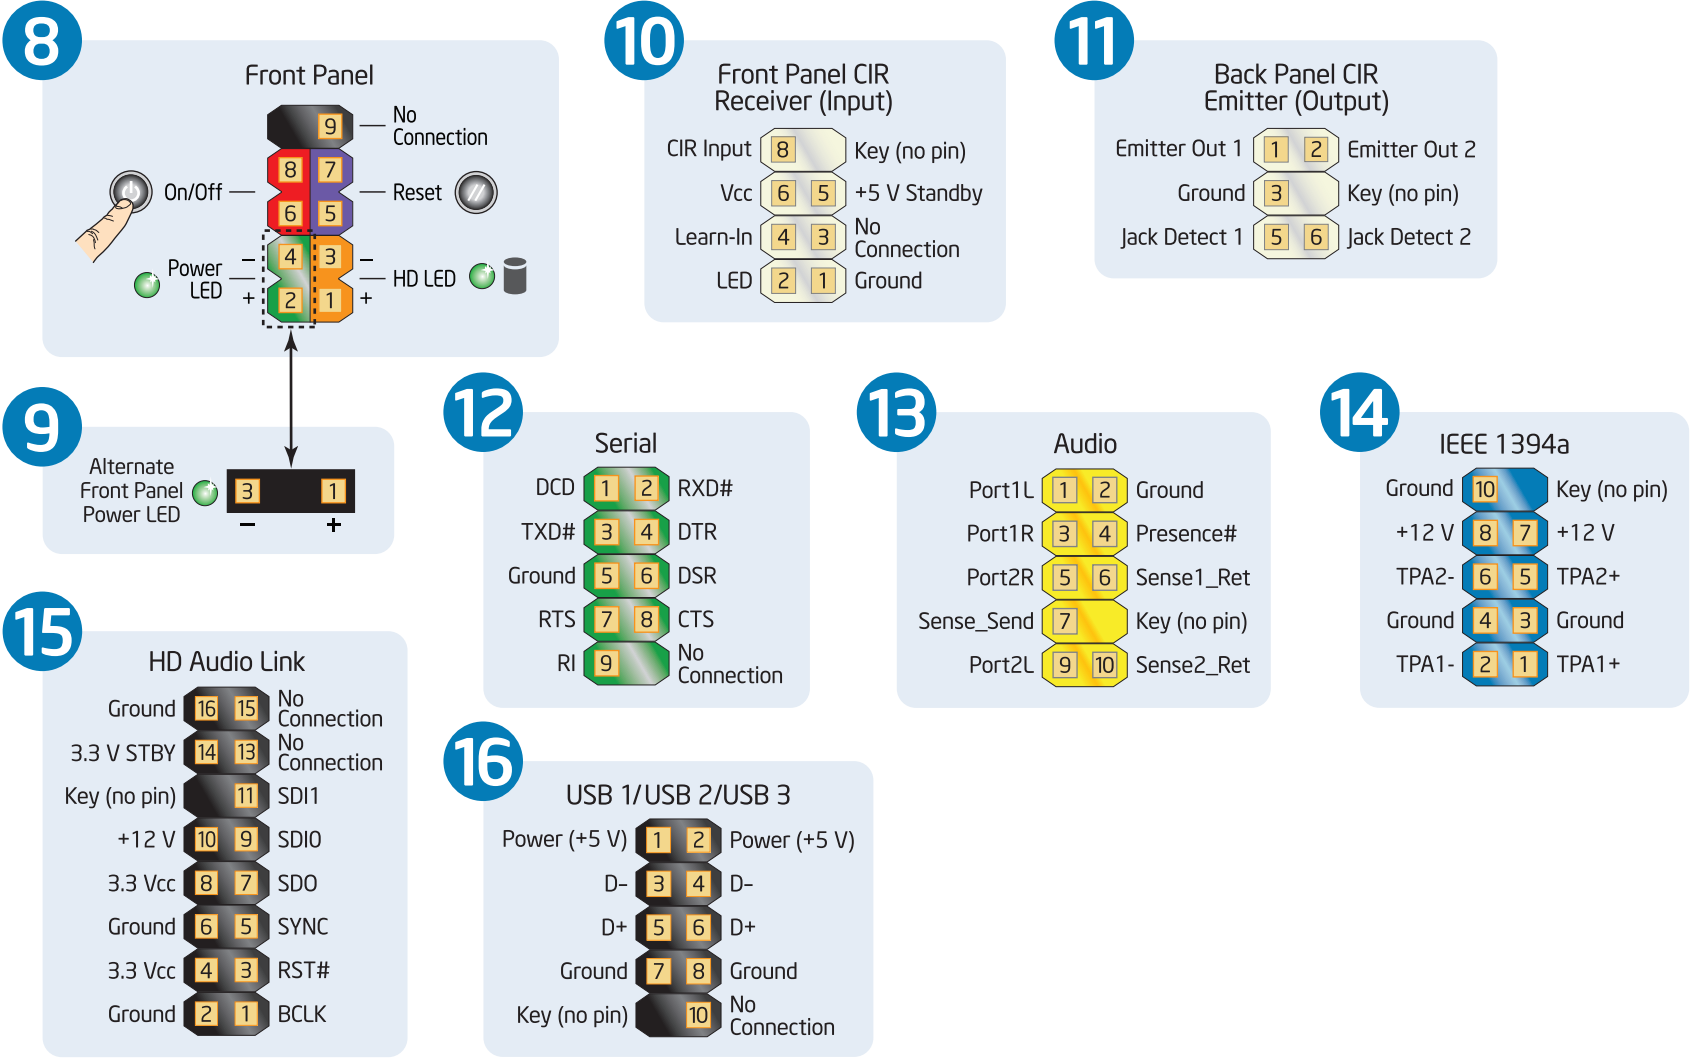 8
Front Panel
9 No
Connection
8 7
On/Off Reset
6 5
4 3
Power
LED
HD LED
− −
+ +
2 1
9
Alternate
Front Panel
Power LED
3 1
− +
10
Front Panel CIR
Receiver (Input)
CIR Input 8 Key (no pin)
Vcc 6 5 +5 V Standby
Learn-In 4 3 No
Connection
LED 2 1 Ground
11
Back Panel CIR
Emitter (Output)
Emitter Out 1 1 2 Emitter Out 2
Ground 3 Key (no pin)
Jack Detect 1 5 6 Jack Detect 2
12
Serial
DCD 1 2 RXD#
TXD# 3 4 DTR
Ground 5 6 DSR
RTS 7 8 CTS
RI 9 No
Connection
13
Audio
Port1L 1 2 Ground
Port1R 3 4 Presence#
Port2R 5 6 Sense1_Ret
Sense_Send 7 Key (no pin)
Port2L 9 10 Sense2_Ret
14
IEEE 1394a
Ground 10 Key (no pin)
+12 V 8 7 +12 V
TPA2- 6 5 TPA2+
Ground 4 3 Ground
TPA1- 2 1 TPA1+
15
HD Audio Link
Ground 16 15 No
Connection
3.3 V STBY 14 13 No
Connection
Key (no pin) 11 SDI1
+12 V 10 9 SDI0
3.3 Vcc 8 7 SDO
Ground 6 5 SYNC
3.3 Vcc 4 3 RST#
Ground 2 1 BCLK
16
USB 1/USB 2/USB 3
Power (+5 V) 1 2 Power (+5 V)
D− 3 4 D−
D+ 5 6 D+
Ground 7 8 Ground
Key (no pin) 10 No
Connection